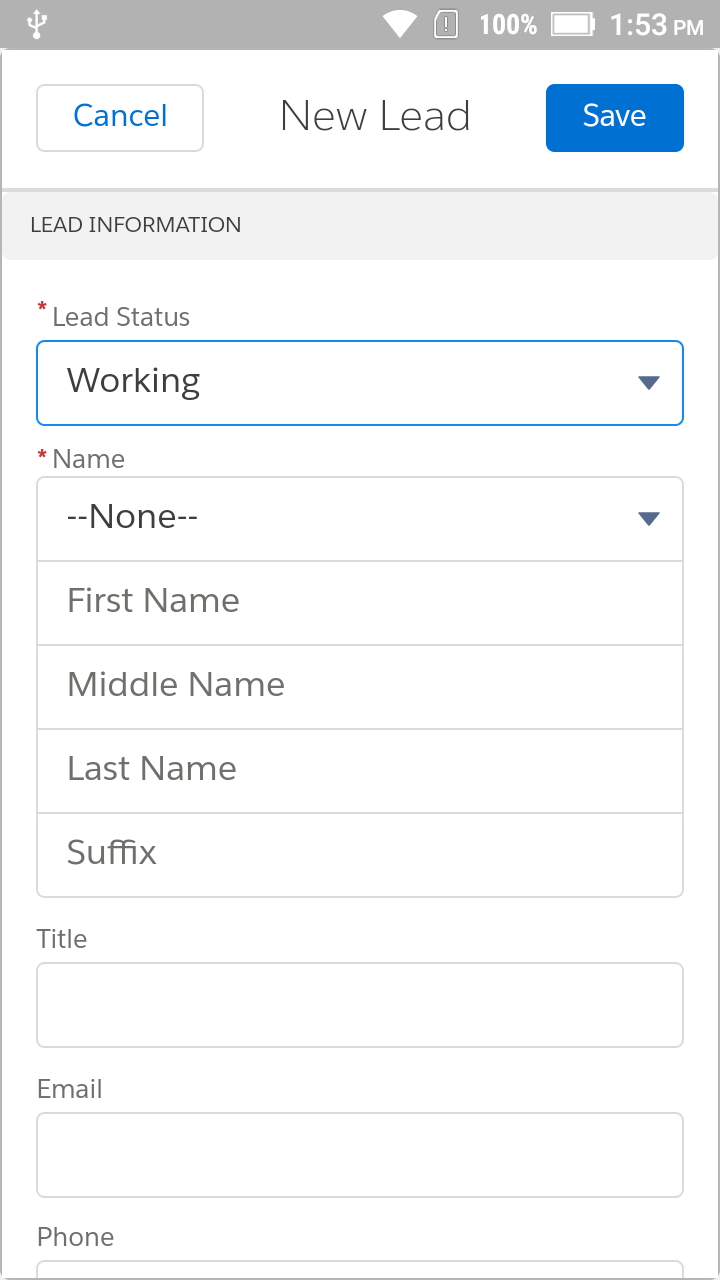 100% 1:53 PM
Cancel New Lead Save
LEAD INFORMATION
* Lead Status
Working
* Name
--None--
First Name
Middle Name
Last Name
Suffix
Title
Email
Phone